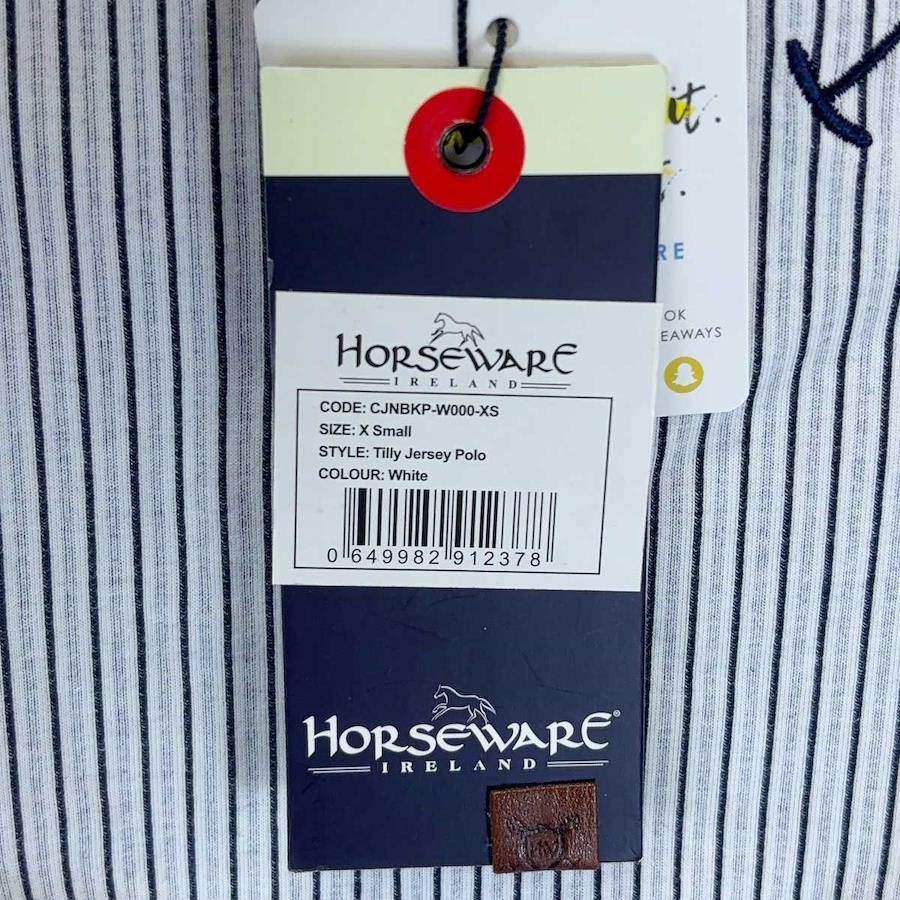 it.
RE
OK
EAWAYS
HORSEWARE
IRELAND
CODE: CJNBKP-W000-XS
SIZE: X Small
STYLE: Tilly Jersey Polo
COLOUR: White
0 649982 912378
HORSEWARE®
IRELAND